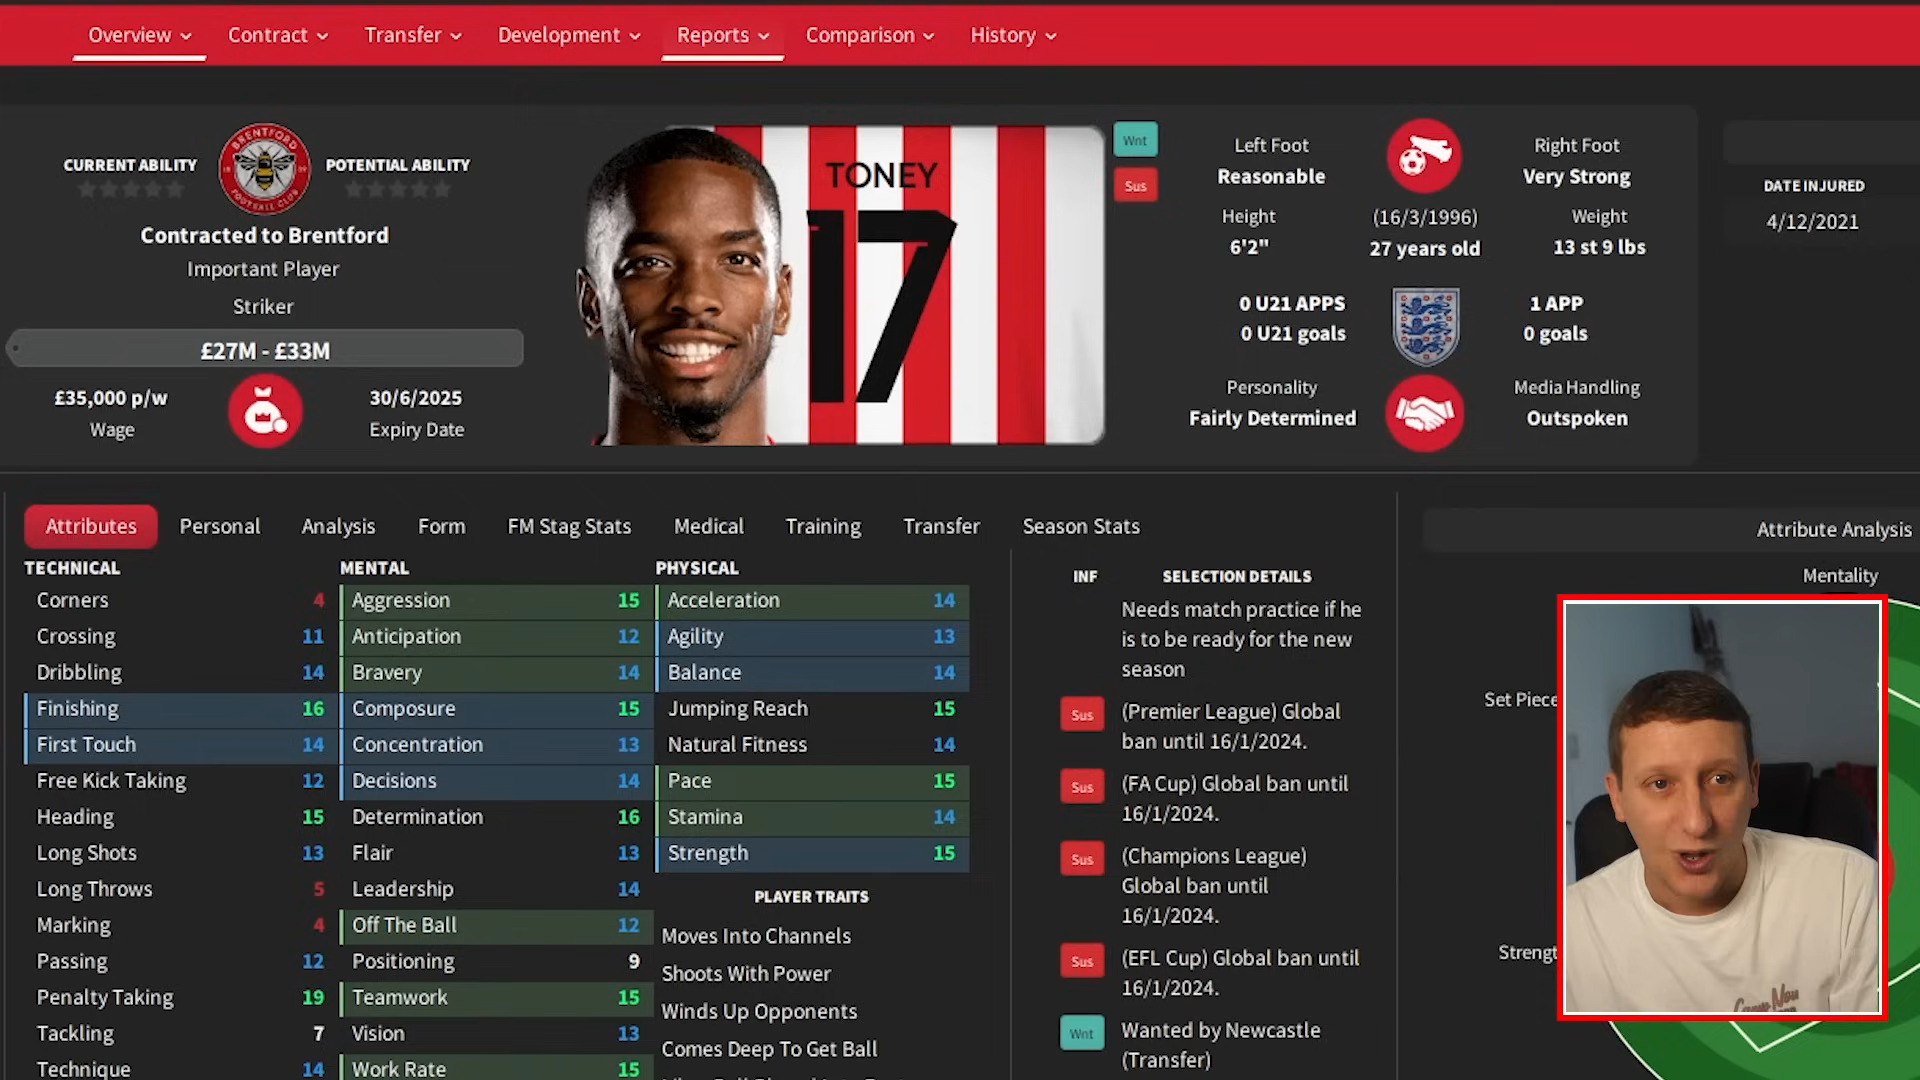 Overview
Contract
Transfer
Development
Reports
Comparison
History
CURRENT ABILITY
BRENTFORD
FOOTBALL CLUB
POTENTIAL ABILITY
Contracted to Brentford
Important Player
Striker
£27M - £33M
£35,000 p/w
Wage
30/6/2025
Expiry Date
TONEY
17
Wnt
Sus
Left Foot
Reasonable
Right Foot
Very Strong
Height
6'2"
(16/3/1996)
27 years old
Weight
13 st 9 lbs
0 U21 APPS
0 U21 goals
1 APP
0 goals
Personality
Fairly Determined
Media Handling
Outspoken
DATE INJURED
4/12/2021
Attributes
Personal
Analysis
Form
FM Stag Stats
Medical
Training
Transfer
Season Stats
TECHNICAL
Corners 4
Crossing 11
Dribbling 14
Finishing 16
First Touch 14
Free Kick Taking 12
Heading 15
Long Shots 13
Long Throws 5
Marking 4
Passing 12
Penalty Taking 19
Tackling 7
Technique 14
MENTAL
Aggression 15
Anticipation 12
Bravery 14
Composure 15
Concentration 13
Decisions 14
Determination 16
Flair 13
Leadership 14
Off The Ball 12
Positioning 9
Teamwork 15
Vision 13
Work Rate 15
PHYSICAL
Acceleration 14
Agility 13
Balance 14
Jumping Reach 15
Natural Fitness 14
Pace 15
Stamina 14
Strength 15
PLAYER TRAITS
Moves Into Channels
Shoots With Power
Winds Up Opponents
Comes Deep To Get Ball
INF
SELECTION DETAILS
Needs match practice if he
is to be ready for the new
season
Sus
(Premier League) Global
ban until 16/1/2024.
Sus
(FA Cup) Global ban until
16/1/2024.
Sus
(Champions League)
Global ban until
16/1/2024.
Sus
(EFL Cup) Global ban until
16/1/2024.
Wnt
Wanted by Newcastle
(Transfer)
Attribute Analysis
Mentality
Set Piece
Strengt